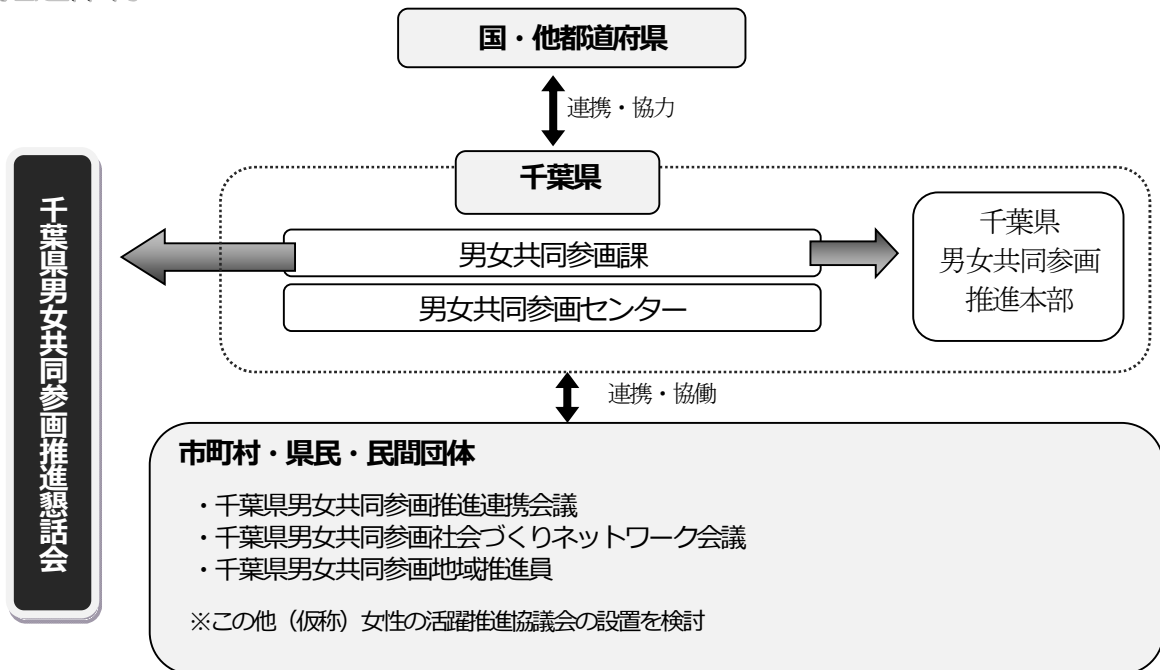 国・他都道府県
連携・協力
千葉県
千葉県男女共同参画推進懇話会
男女共同参画課
男女共同参画センター
千葉県
男女共同参画
推進本部
連携・協働
市町村・県民・民間団体
・千葉県男女共同参画推進連携会議
・千葉県男女共同参画社会づくりネットワーク会議
・千葉県男女共同参画地域推進員
※この他（仮称）女性の活躍推進協議会の設置を検討